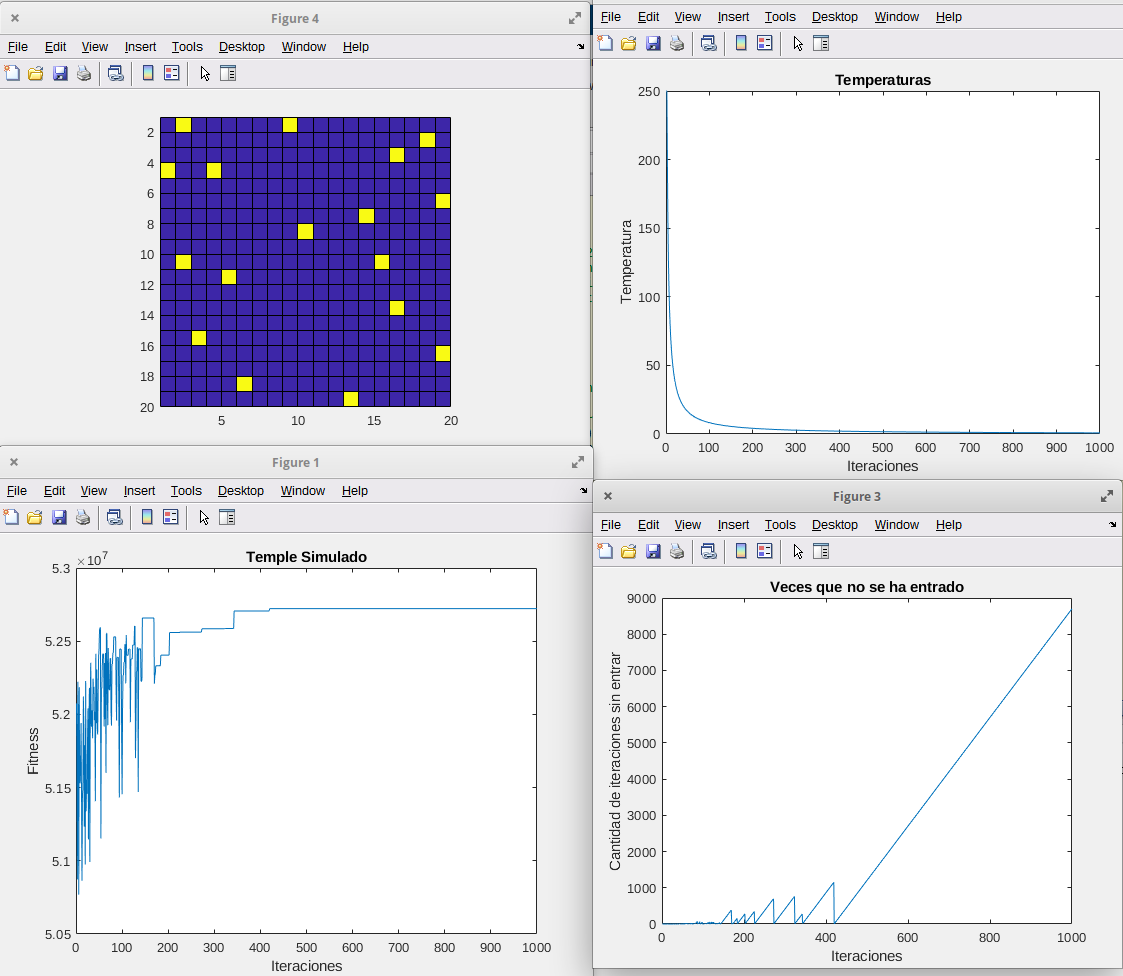 Figure 4
File Edit View Insert Tools Desktop Window Help
2
4
6
8
10
12
14
16
18
20
5 10 15 20
File Edit View Insert Tools Desktop Window Help
Temperaturas
250
200
150
100
50
0
Temperatura
0 100 200 300 400 500 600 700 800 900 1000
Iteraciones
Figure 1
File Edit View Insert Tools Desktop Window Help
Temple Simulado
×10^7
5.3
5.25
5.2
5.15
5.1
5.05
Fitness
0 100 200 300 400 500 600 700 800 900 1000
Iteraciones
Figure 3
File Edit View Insert Tools Desktop Window Help
Veces que no se ha entrado
9000
8000
7000
6000
5000
4000
3000
2000
1000
0
Cantidad de iteraciones sin entrar
0 200 400 600 800 1000
Iteraciones